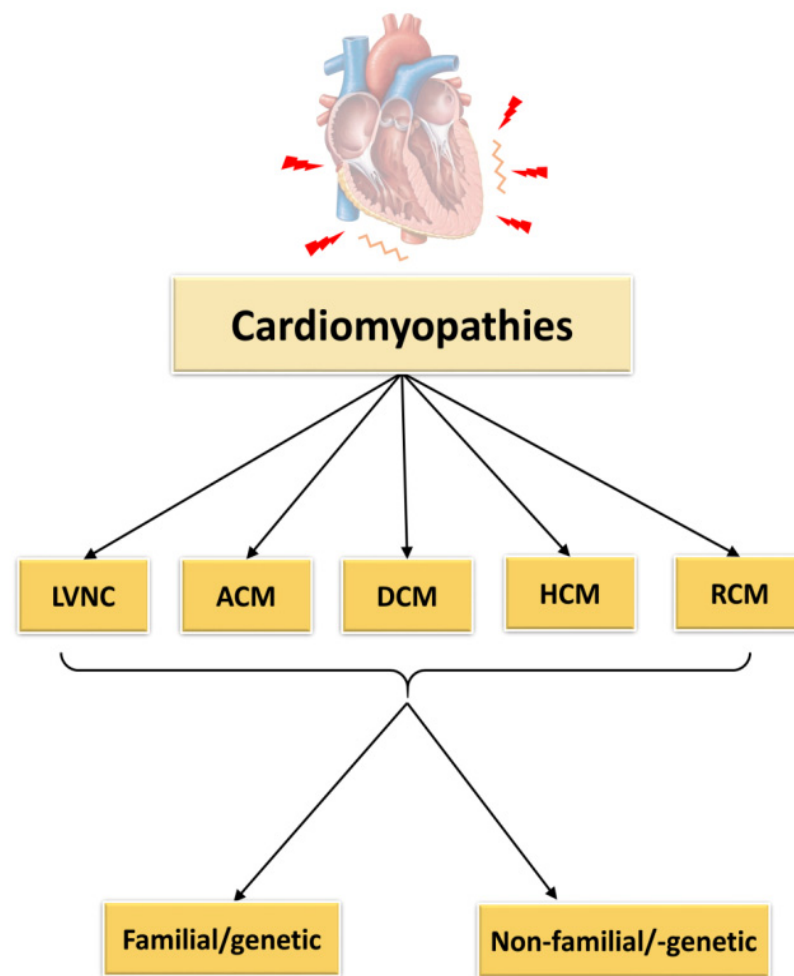 Cardiomyopathies
LVNC
ACM
DCM
HCM
RCM
Familial/genetic
Non-familial/-genetic